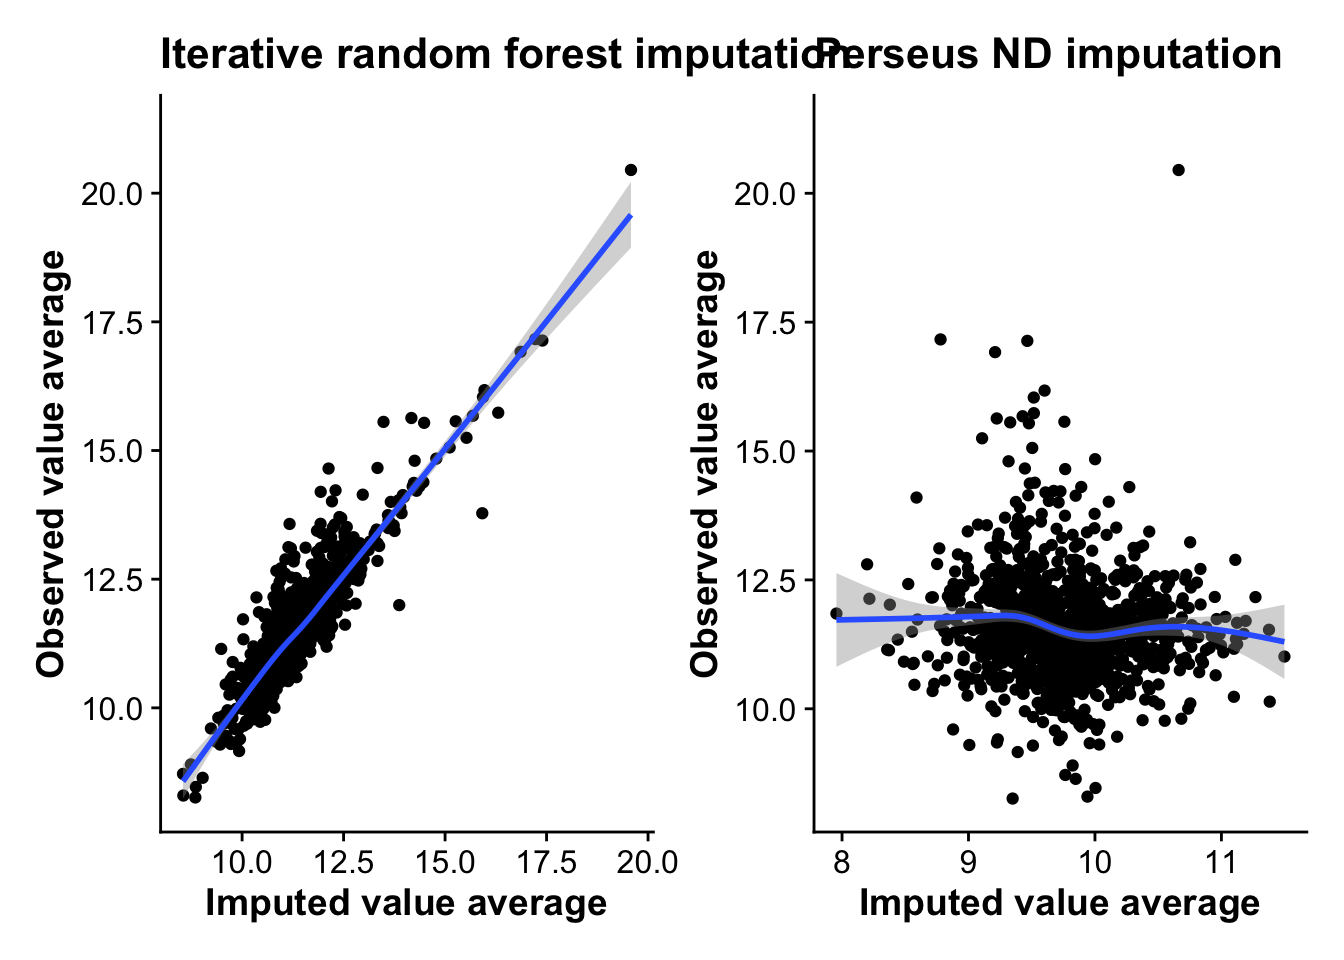 Iterative random forest imputation
Perseus ND imputation
Observed value average
20.0
17.5
15.0
12.5
10.0
10.0 12.5 15.0 17.5 20.0
Imputed value average
Observed value average
20.0
17.5
15.0
12.5
10.0
8 9 10 11
Imputed value average